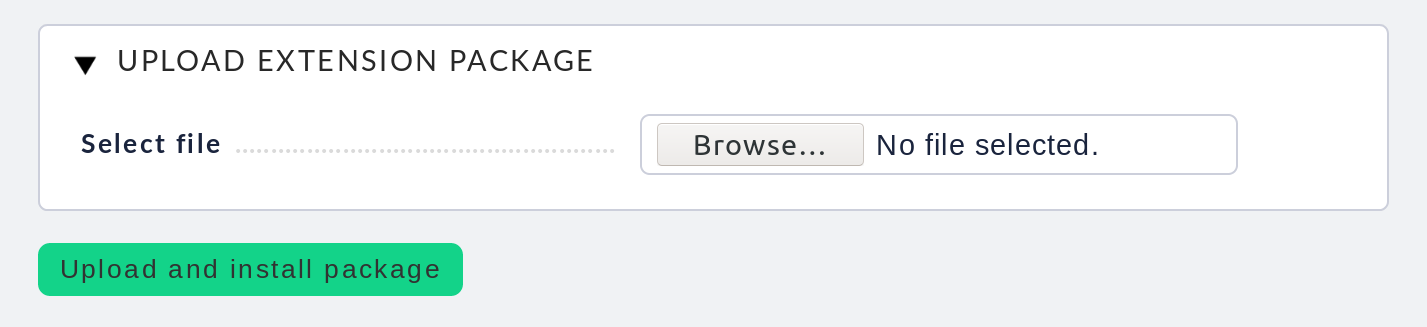 UPLOAD EXTENSION PACKAGE
Select file Browse... No file selected.
Upload and install package